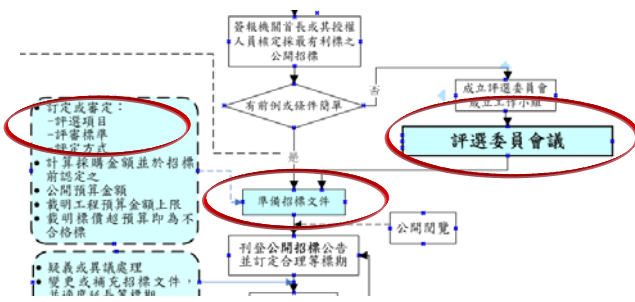 簽報機關首長或其授權
人員核定採最有利標之
公開招標
否
成立評選委員會
成立工作小組
有前例或條件簡單
評選委員會議
是
• 訂定或審定：
-評選項目
-評審標準
-評定方式
• 計算採購金額並於招標
前認定之
• 公開預算金額
• 載明工程預算金額上限
• 載明標價超預算即為不
合格標
準備招標文件
公開閱覽
刊登公開招標公告
並訂定合理等標期
• 疑義或異議處理
• 變更或補充招標文件，
並適度延長等標期